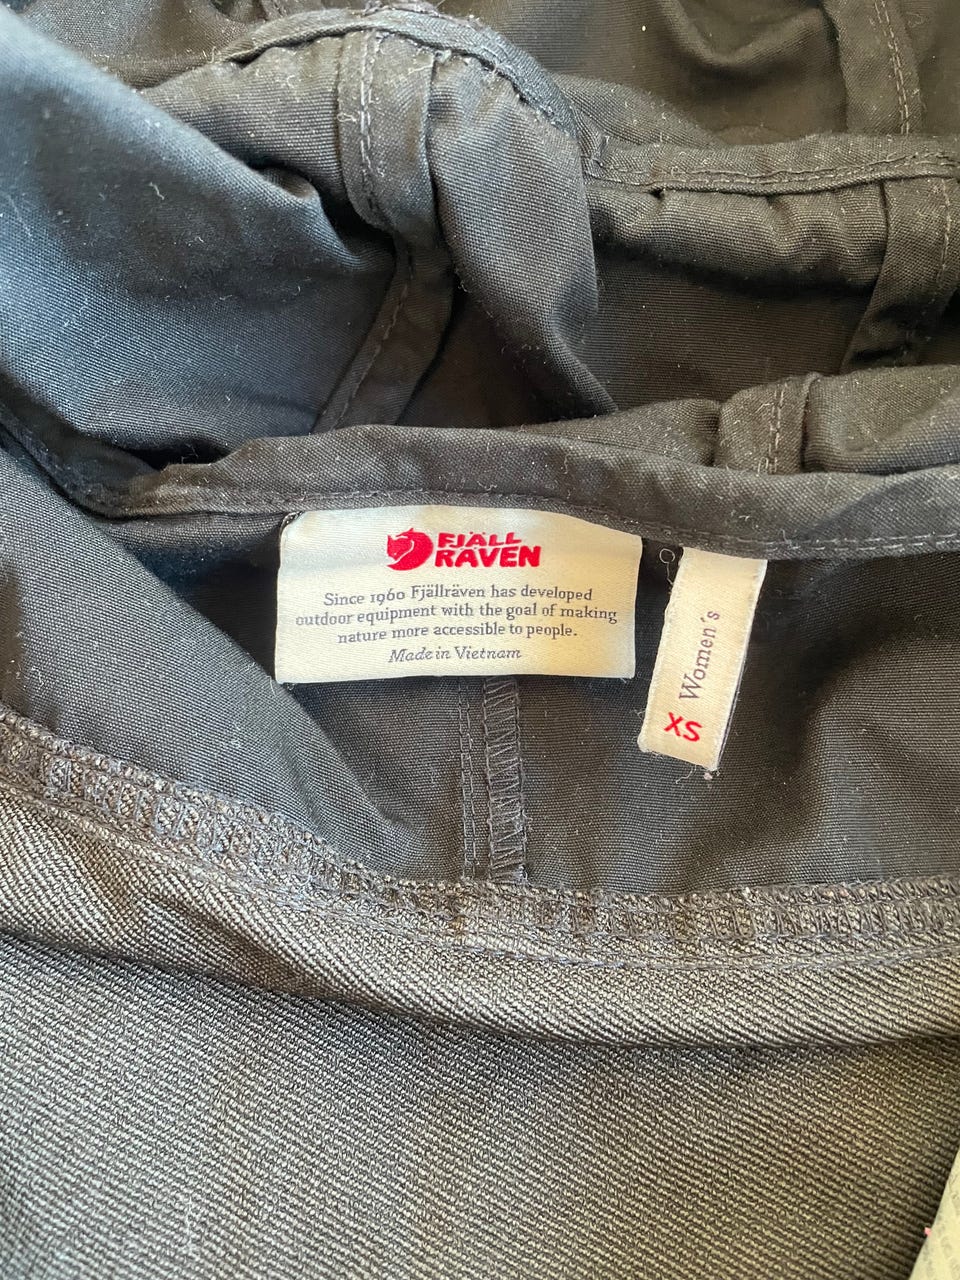 FJÄLL
RÄVEN
Since 1960 Fjällräven has developed
outdoor equipment with the goal of making
nature more accessible to people.
Made in Vietnam
Women's
XS